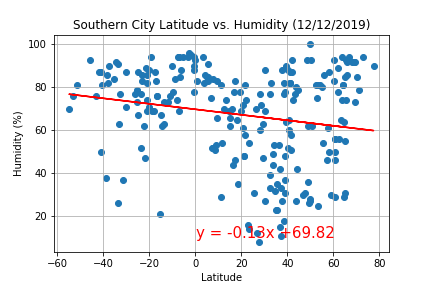 Southern City Latitude vs. Humidity (12/12/2019)
100
80
60
40
20
Humidity (%)
y = -0.13x +69.82
−60 −40 −20 0 20 40 60 80
Latitude